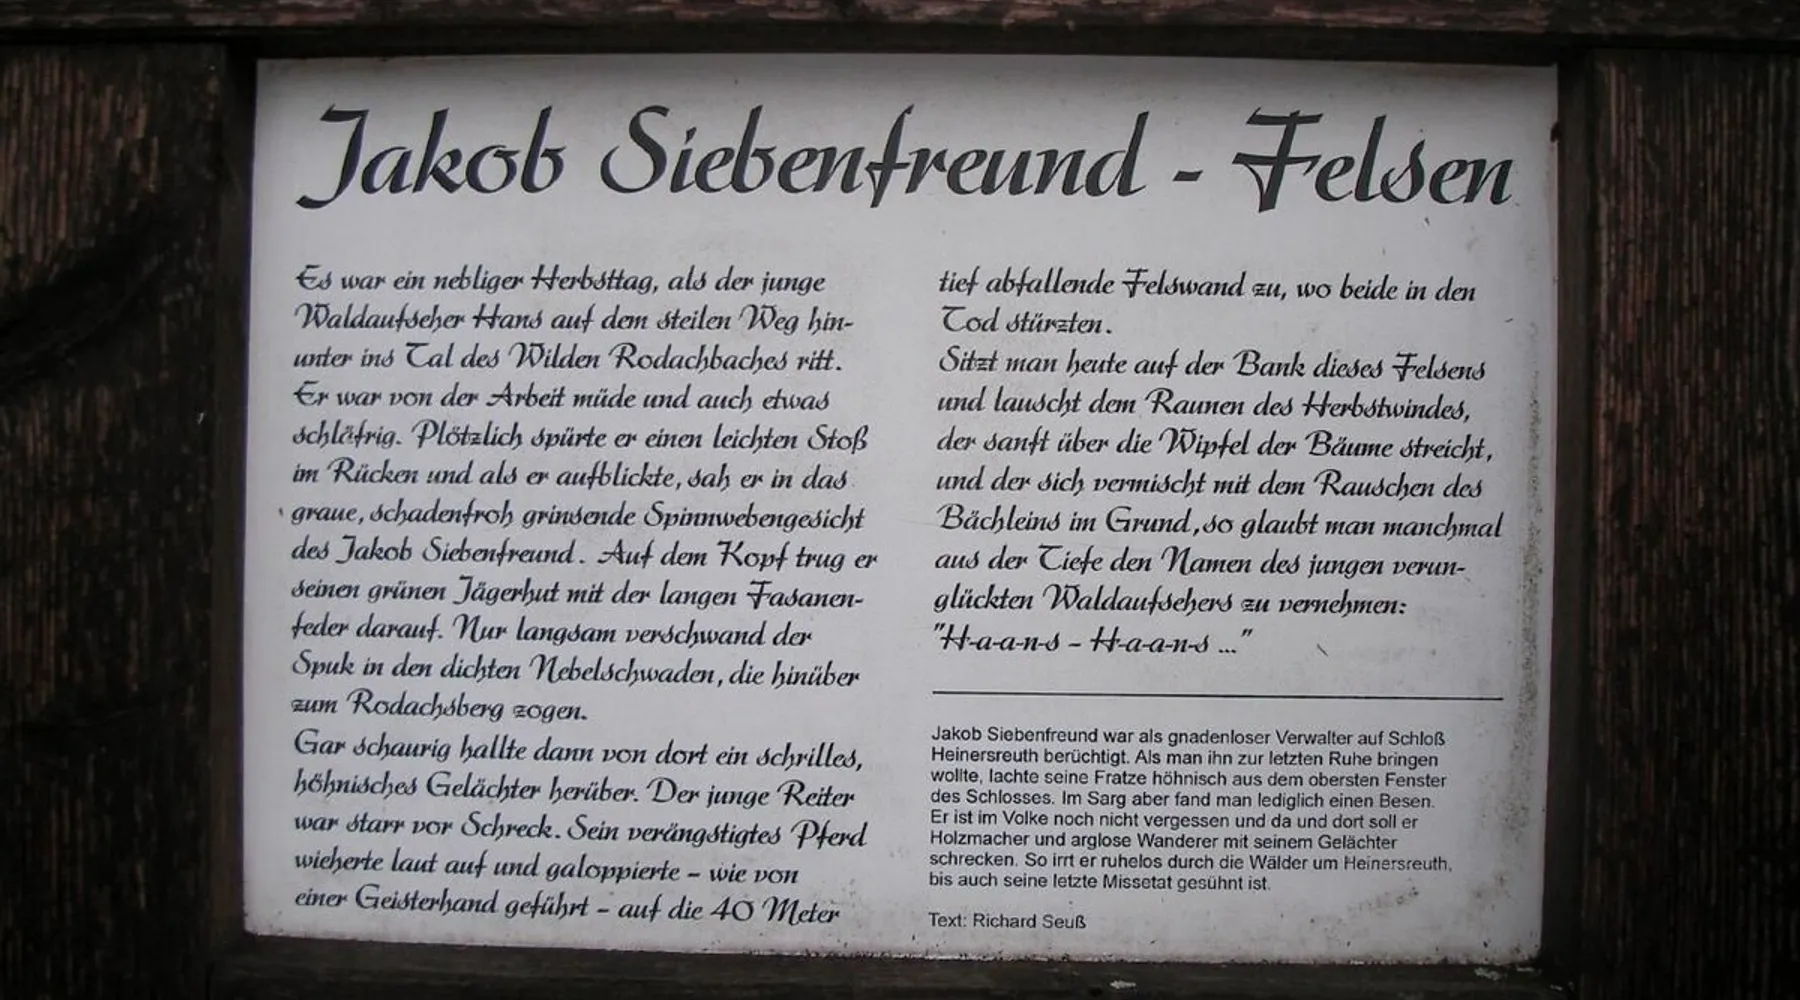 Jakob Siebenfreund - Felsen
Es war ein nebliger Herbsttag, als der junge
Waldaufseher Hans auf dem steilen Weg hin-
unter ins Tal des Wilden Rodachbaches ritt.
Er war von der Arbeit müde und auch etwas
schläfrig. Plötzlich spürte er einen leichten Stoß
im Rücken und als er aufblickte, sah er in das
graue, schadenfroh grinsende Spinnwebengesicht
des Jakob Siebenfreund. Auf dem Kopf trug er
seinen grünen Jägerhut mit der langen Fasanen-
feder darauf. Nur langsam verschwand der
Spuk in den dichten Nebelschwaden, die hinüber
zum Rodachsberg zogen.
Gar schaurig hallte dann von dort ein schrilles,
höhnisches Gelächter herüber. Der junge Reiter
war starr vor Schreck. Sein verängstigtes Pferd
wieherte laut auf und galoppierte - wie von
einer Geisterhand geführt - auf die 40 Meter
tief abfallende Felswand zu, wo beide in den
Tod stürzten.
Sitzt man heute auf der Bank dieses Felsens
und lauscht dem Raunen des Herbstwindes,
der sanft über die Wipfel der Bäume streicht,
und der sich vermischt mit dem Rauschen des
Bächleins im Grund, so glaubt man manchmal
aus der Tiefe den Namen des jungen verun-
glückten Waldaufsehers zu vernehmen:
"H-a-a-n-s - H-a-a-n-s ..."
Jakob Siebenfreund war als gnadenloser Verwalter auf Schloß
Heinersreuth berüchtigt. Als man ihn zur letzten Ruhe bringen
wollte, lachte seine Fratze höhnisch aus dem obersten Fenster
des Schlosses. Im Sarg aber fand man lediglich einen Besen.
Er ist im Volke noch nicht vergessen und da und dort soll er
Holzmacher und arglose Wanderer mit seinem Gelächter
schrecken. So irrt er ruhelos durch die Wälder um Heinersreuth,
bis auch seine letzte Missetat gesühnt ist.
Text: Richard Seuß